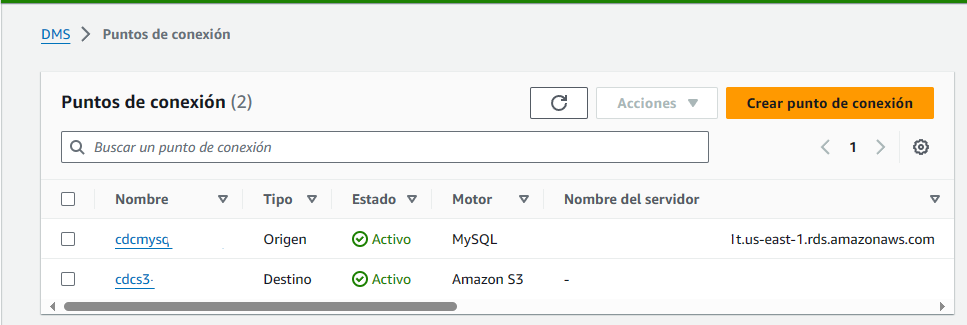 DMS > Puntos de conexión
Puntos de conexión (2)
Acciones
Crear punto de conexión
Buscar un punto de conexión
1
Nombre Tipo Estado Motor Nombre del servidor
cdcmysq Origen Activo MySQL lt.us-east-1.rds.amazonaws.com
cdcs3- Destino Activo Amazon S3 -